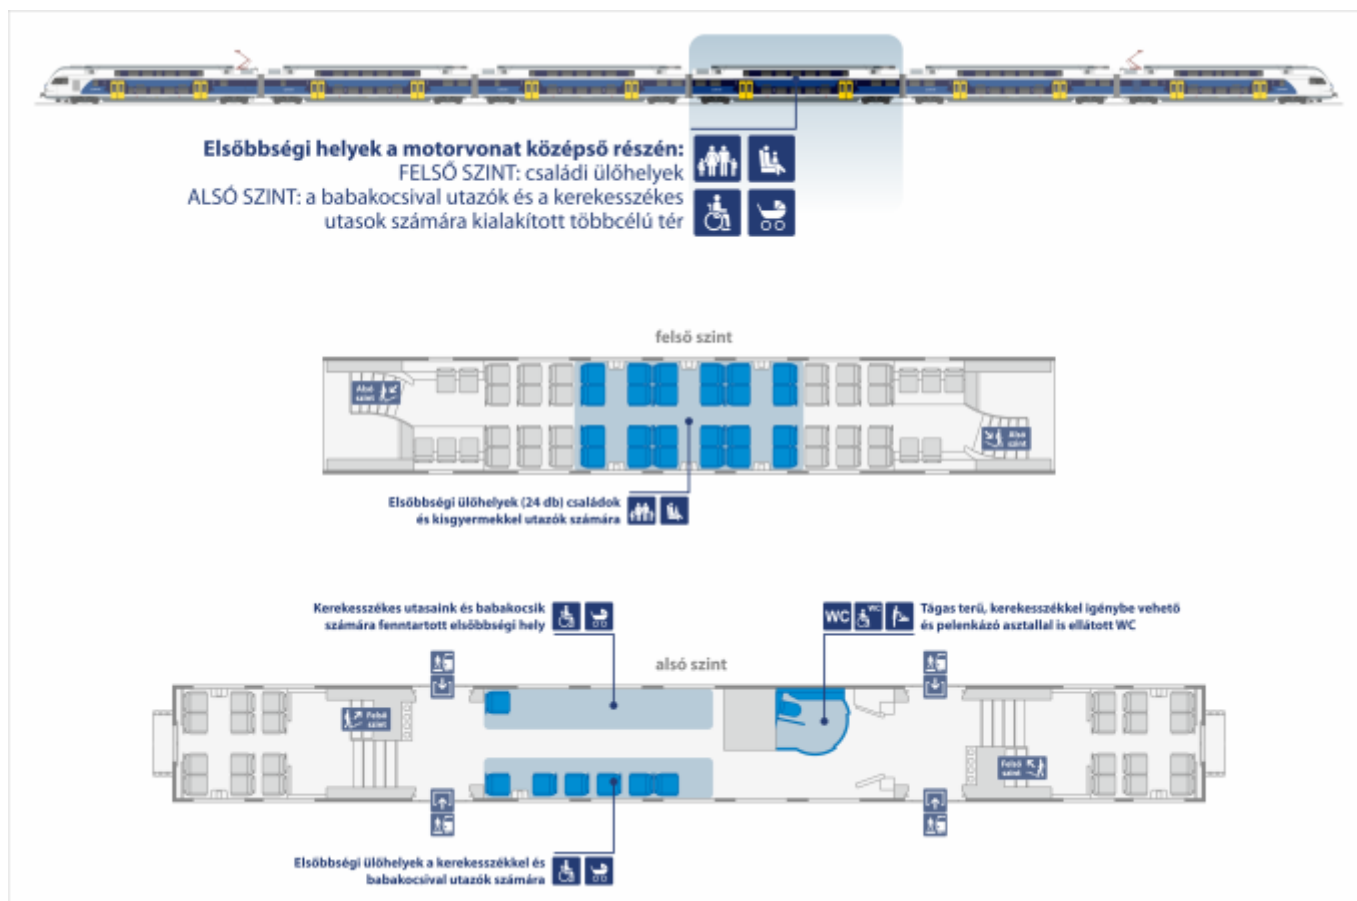 Elsőbbségi helyek a motorvonat középső részén:
FELSŐ SZINT: családi ülőhelyek
ALSÓ SZINT: a babakocsival utazók és a kerekesszékes
utasok számára kialakított többcélú tér
felső szint
Alsó
szint
Alsó
szint
Elsőbbségi ülőhelyek (24 db) családok
és kisgyermekkel utazók számára
Kerekesszékes utasaink és babakocsik
számára fenntartott elsőbbségi hely
WC
WC
Tágas terű, kerekesszékkel igénybe vehető
és pelenkázó asztallal is ellátott WC
alsó szint
Felső
szint
Felső
szint
Elsőbbségi ülőhelyek a kerekesszékkel és
babakocsival utazók számára